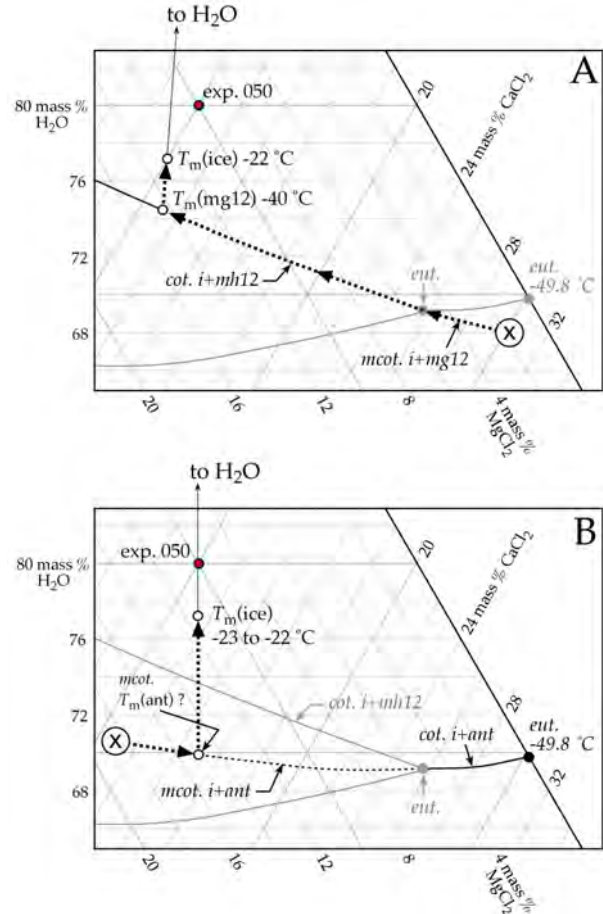 to H2O
A
80 mass %
H2O
exp. 050
20
24 mass % CaCl2
Tm(ice) -22 °C
76
Tm(mg12) -40 °C
72
28
cot. i+mh12
eut.
eut.
-49.8 °C
68
32
X
mcot. i+mg12
20
16
12
8
4 mass %
MgCl2
to H2O
B
80 mass %
H2O
exp. 050
20
24 mass % CaCl2
Tm(ice)
-23 to -22 °C
76
mcot.
Tm(ant) ?
cot. i+mh12
72
28
cot. i+ant
eut.
-49.8 °C
X
68
32
mcot. i+ant
eut.
20
16
12
8
4 mass %
MgCl2